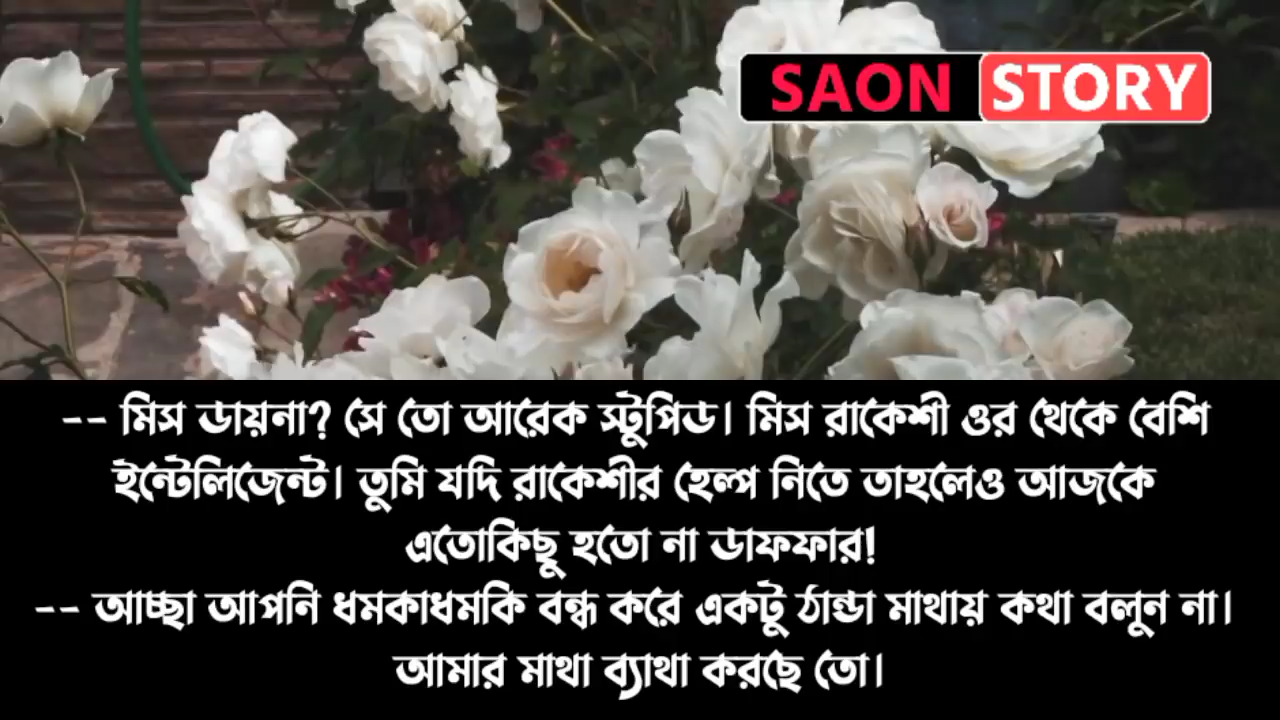 SAON STORY
-- মিস ডায়না? সে তো আরেক স্টুপিড। মিস রাকেশী ওর থেকে বেশি
ইন্টেলিজেন্ট। তুমি যদি রাকেশীর হেল্প নিতে তাহলেও আজকে
এতোকিছু হতো না ডাফফার!
-- আচ্ছা আপনি ধমকাধমকি বন্ধ করে একটু ঠান্ডা মাথায় কথা বলুন না।
আমার মাথা ব্যাথা করছে তো।